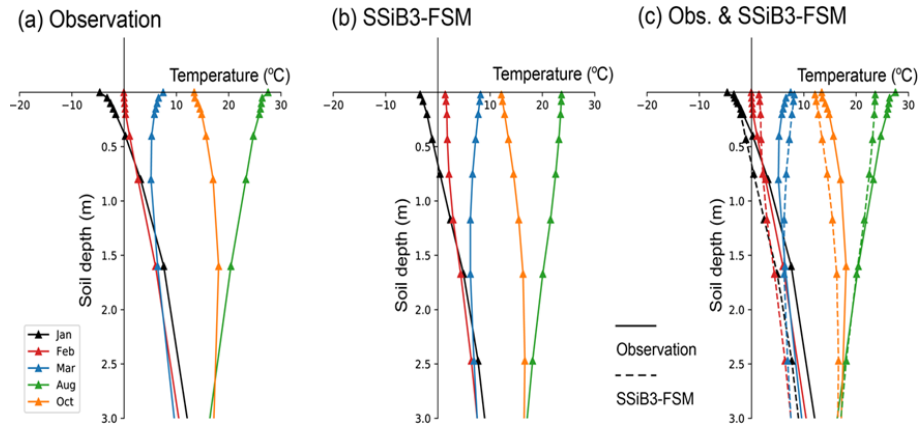 (a) Observation
(b) SSiB3-FSM
(c) Obs. & SSiB3-FSM
Temperature (ºC)
−20 −10 0 10 20 30
0.5
1.0
1.5
2.0
2.5
3.0
Soil depth (m)
Jan
Feb
Mar
Aug
Oct
Temperature (ºC)
−20 −10 0 10 20 30
0.5
1.0
1.5
2.0
2.5
3.0
Soil depth (m)
Temperature (ºC)
−20 −10 0 10 20 30
0.5
1.0
1.5
2.0
2.5
3.0
Soil depth (m)
Observation
SSiB3-FSM